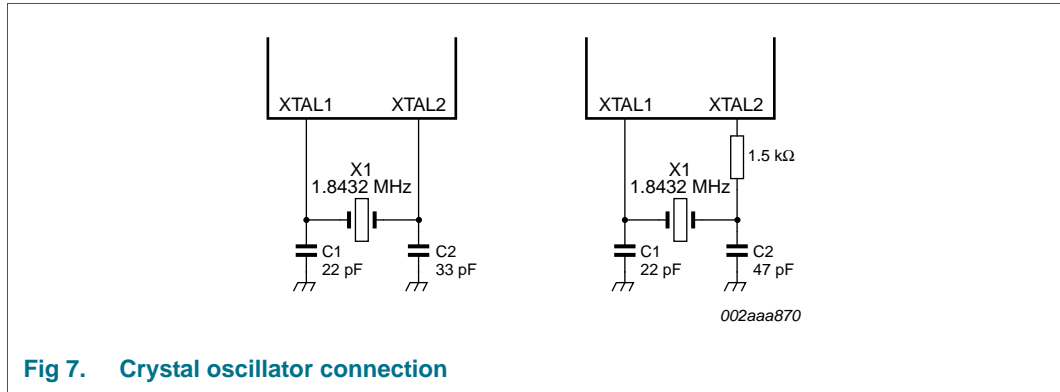 XTAL1 XTAL2
X1
1.8432 MHz
C1
22 pF
C2
33 pF
XTAL1 XTAL2
1.5 kΩ
X1
1.8432 MHz
C1
22 pF
C2
47 pF
002aaa870
Fig 7. Crystal oscillator connection